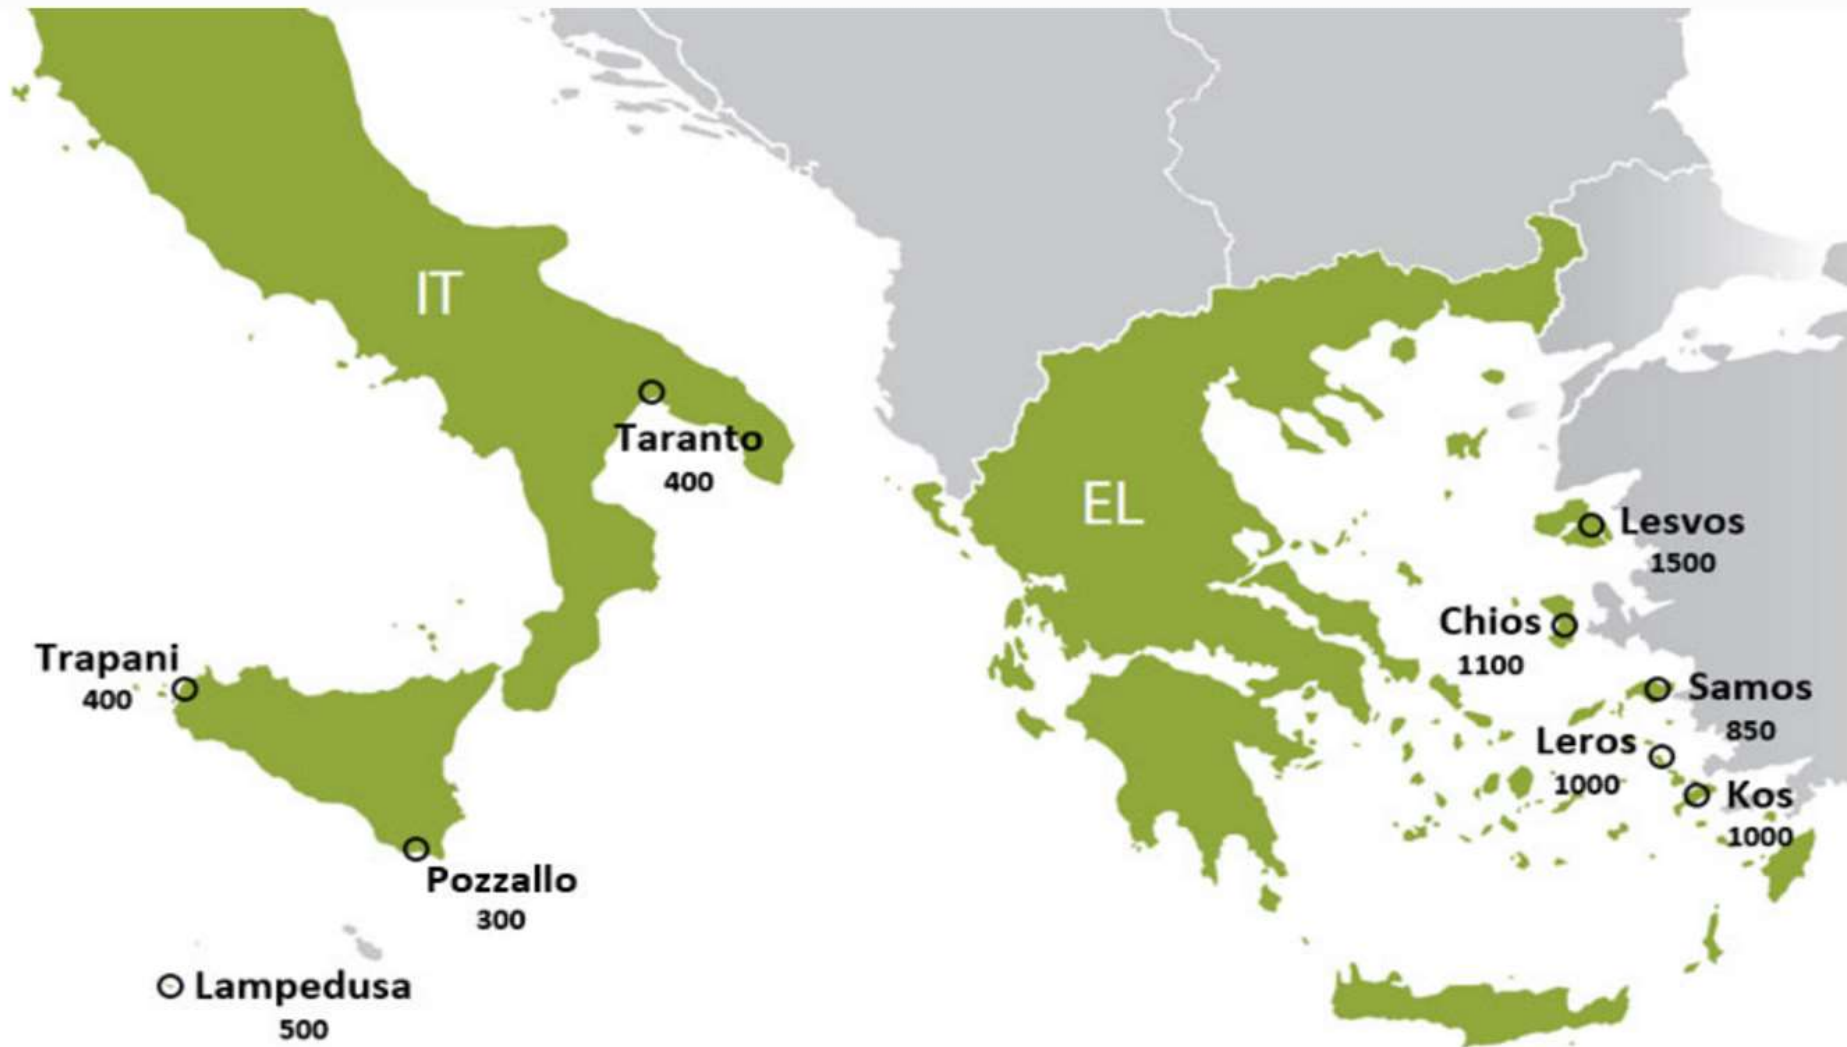 IT
Taranto
400
Trapani
400
Pozzallo
300
Lampedusa
500
EL
Lesvos
1500
Chios
1100
Samos
850
Leros
1000
Kos
1000